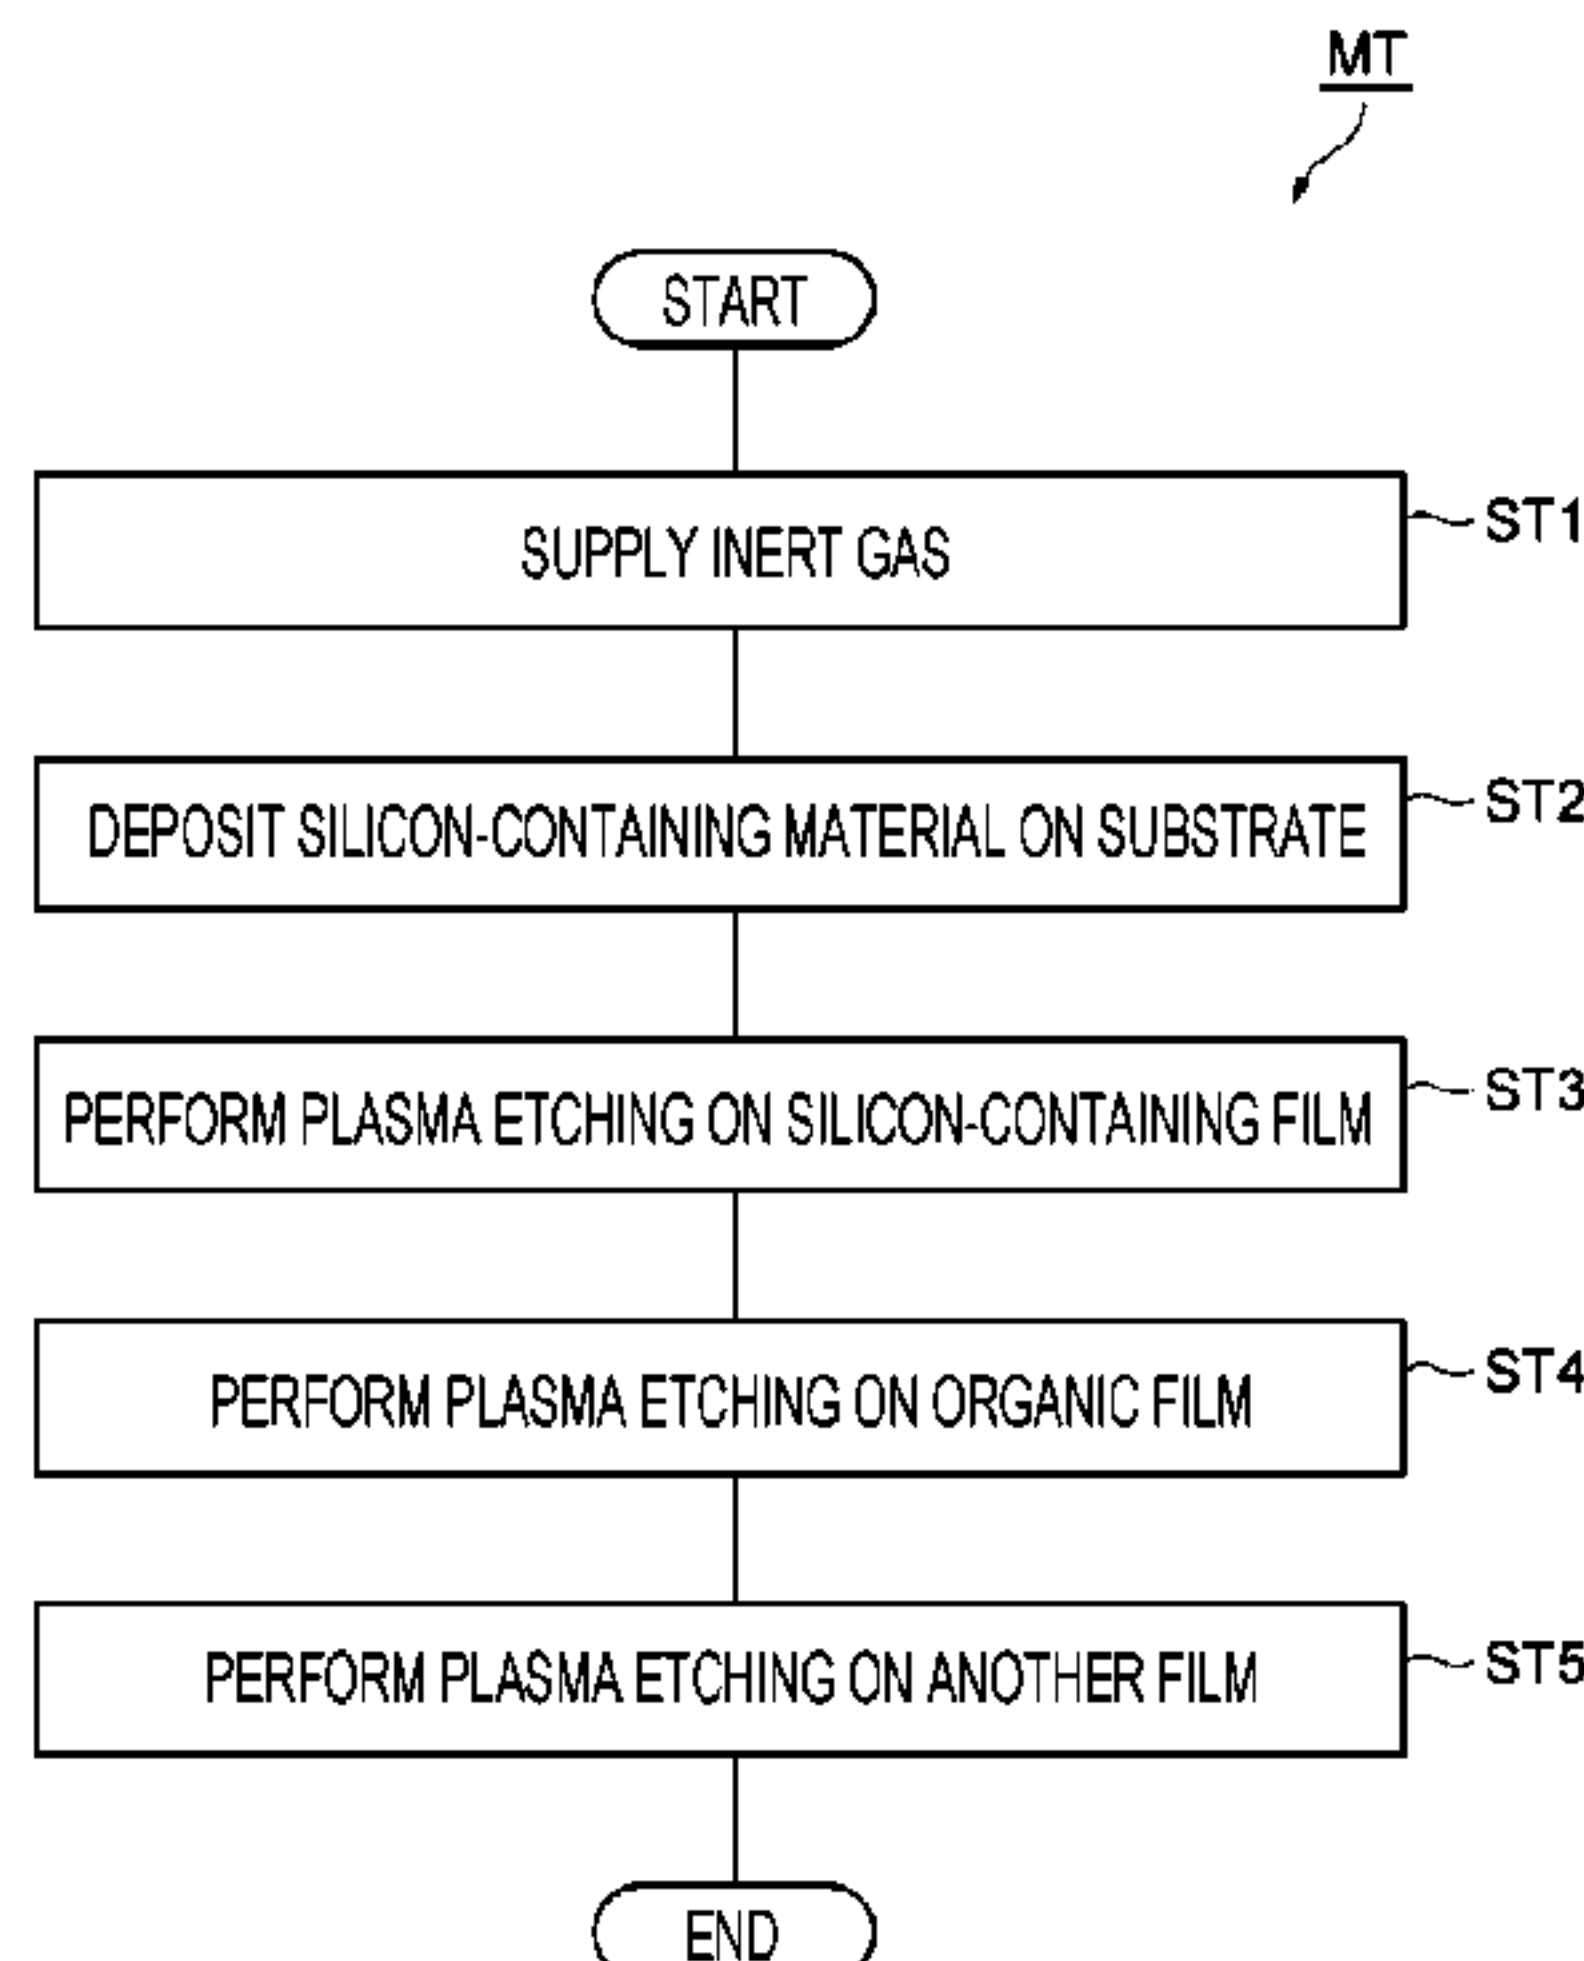 MT
START
SUPPLY INERT GAS
ST1
DEPOSIT SILICON-CONTAINING MATERIAL ON SUBSTRATE
ST2
PERFORM PLASMA ETCHING ON SILICON-CONTAINING FILM
ST3
PERFORM PLASMA ETCHING ON ORGANIC FILM
ST4
PERFORM PLASMA ETCHING ON ANOTHER FILM
ST5
END